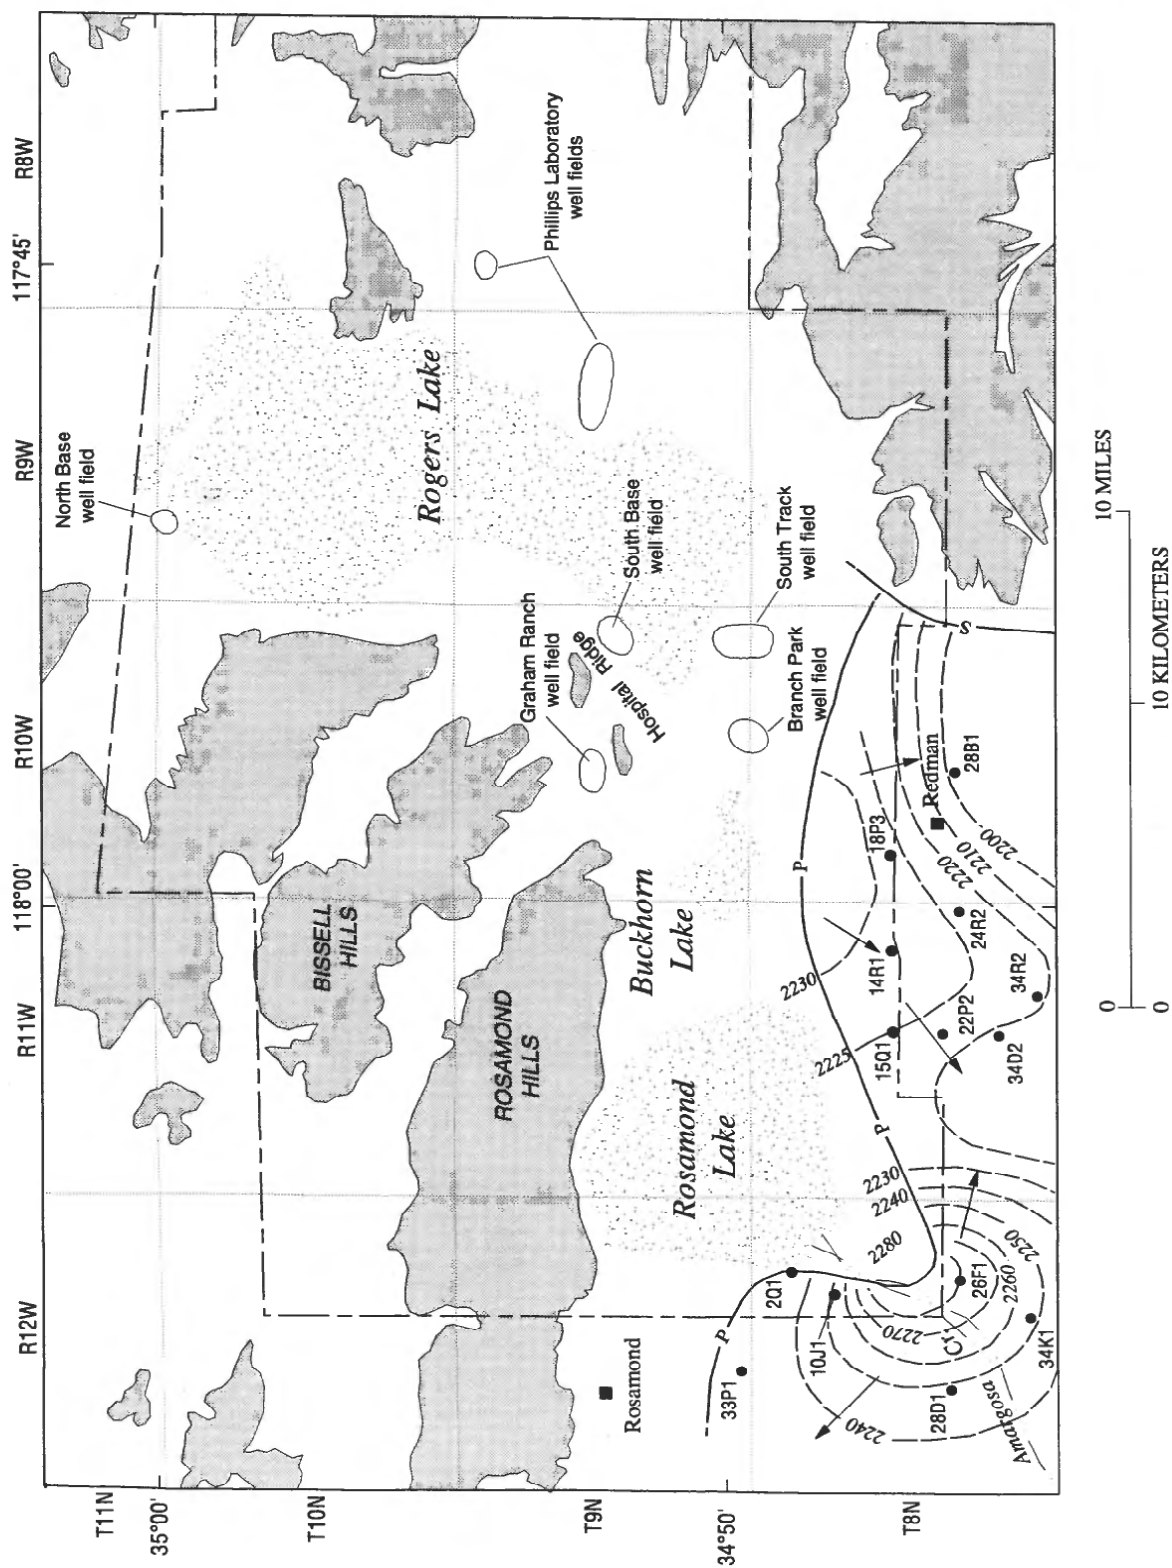 R12W
R11W
118°00'
R10W
R9W
117°45'
R8W
T11N
35°00'
T10N
T9N
34°50'
T8N
North Base
well field
BISSELL
HILLS
ROSAMOND
HILLS
Rogers Lake
Phillips Laboratory
well fields
Graham Ranch
well field
Hospital Ridge
South Base
well field
Rosamond
Rosamond
Lake
Buckhorn
Lake
Branch Park
well field
South Track
well field
33P1
P
2Q1
10J1
2280
2240
2230
P
2225
2230
P
15Q1
14R1
18P3
2240
28D1
2270
Cr
26F1
2260
2250
34K1
Amargosa
22P2
34D2
34R2
24R2
2220
2210
2200
Redman
28B1
S
0
10 MILES
0
10 KILOMETERS